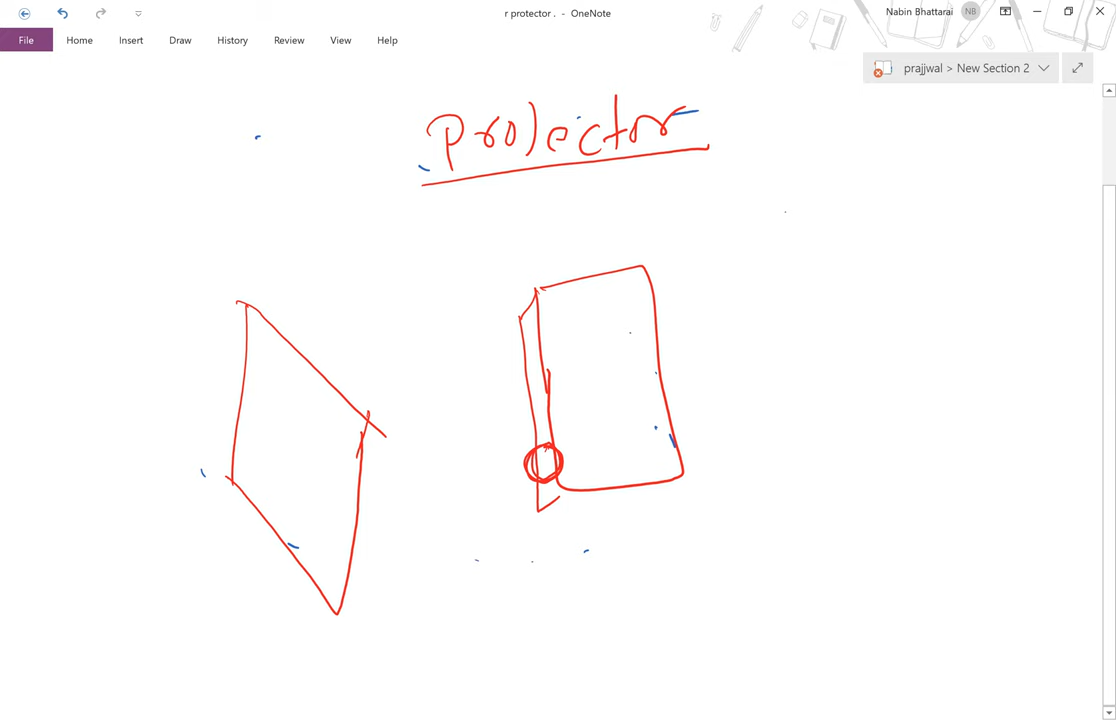 r protector . - OneNote
Nabin Bhattarai NB
File Home Insert Draw History Review View Help
prajjwal > New Section 2
Projector